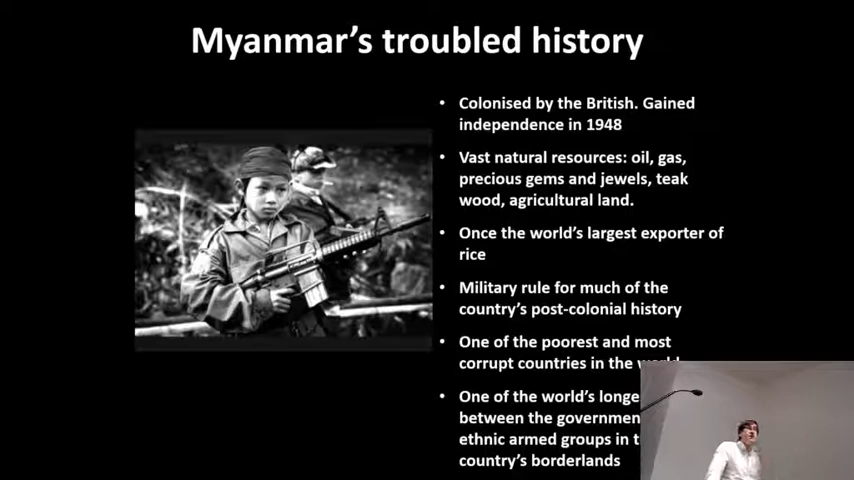 Myanmar's troubled history
• Colonised by the British. Gained
independence in 1948
• Vast natural resources: oil, gas,
precious gems and jewels, teak
wood, agricultural land.
• Once the world's largest exporter of
rice
• Military rule for much of the
country's post-colonial history
• One of the poorest and most
corrupt countries in the world
• One of the world's longe
between the governmen
ethnic armed groups in t
country's borderlands